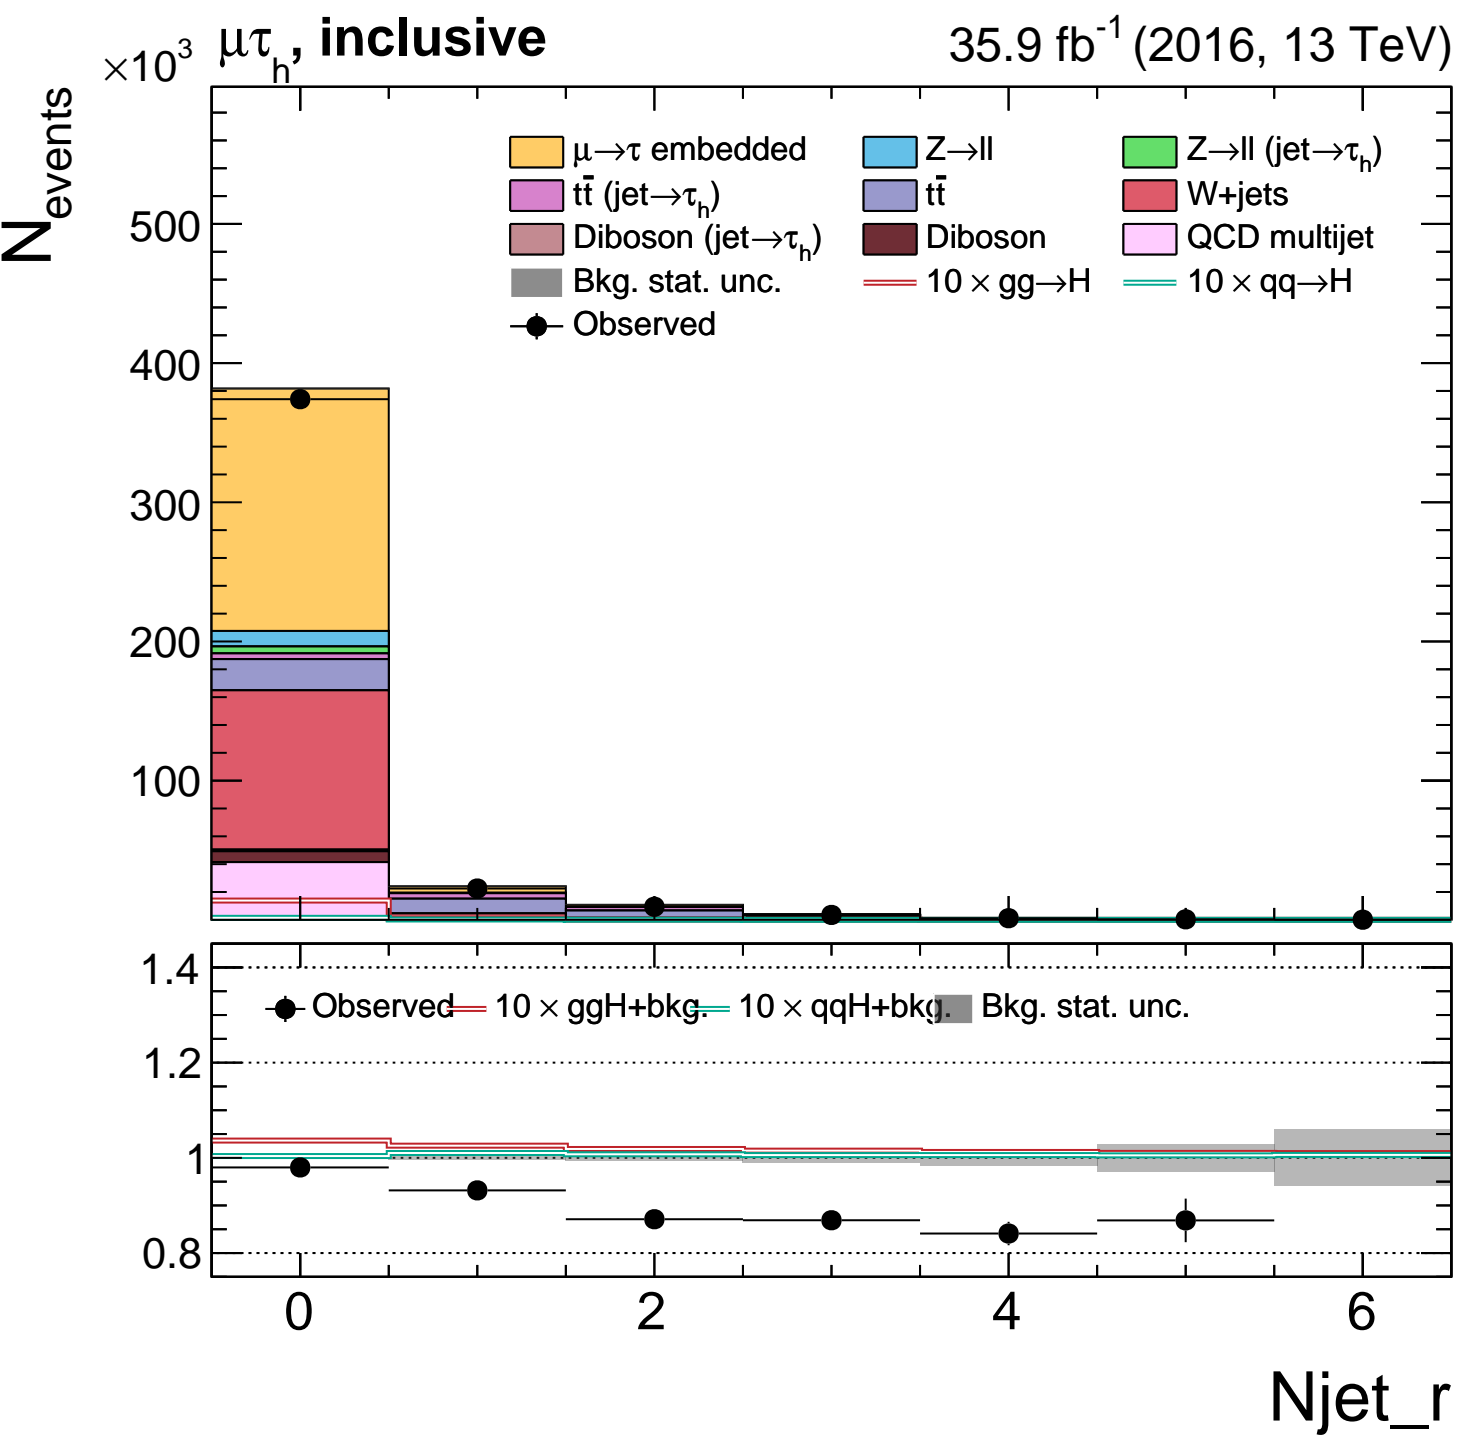 ×10³ μτₕ, inclusive 35.9 fb⁻¹ (2016, 13 TeV)
N_events
500
400
300
200
100
μ→τ embedded Z→ll Z→ll (jet→τₕ)
tt̄ (jet→τₕ) tt̄ W+jets
Diboson (jet→τₕ) Diboson QCD multijet
Bkg. stat. unc. 10 × gg→H 10 × qq→H
Observed
1.4
1.2
1
0.8
Observed 10 × ggH+bkg. 10 × qqH+bkg. Bkg. stat. unc.
0 2 4 6
Njet_r